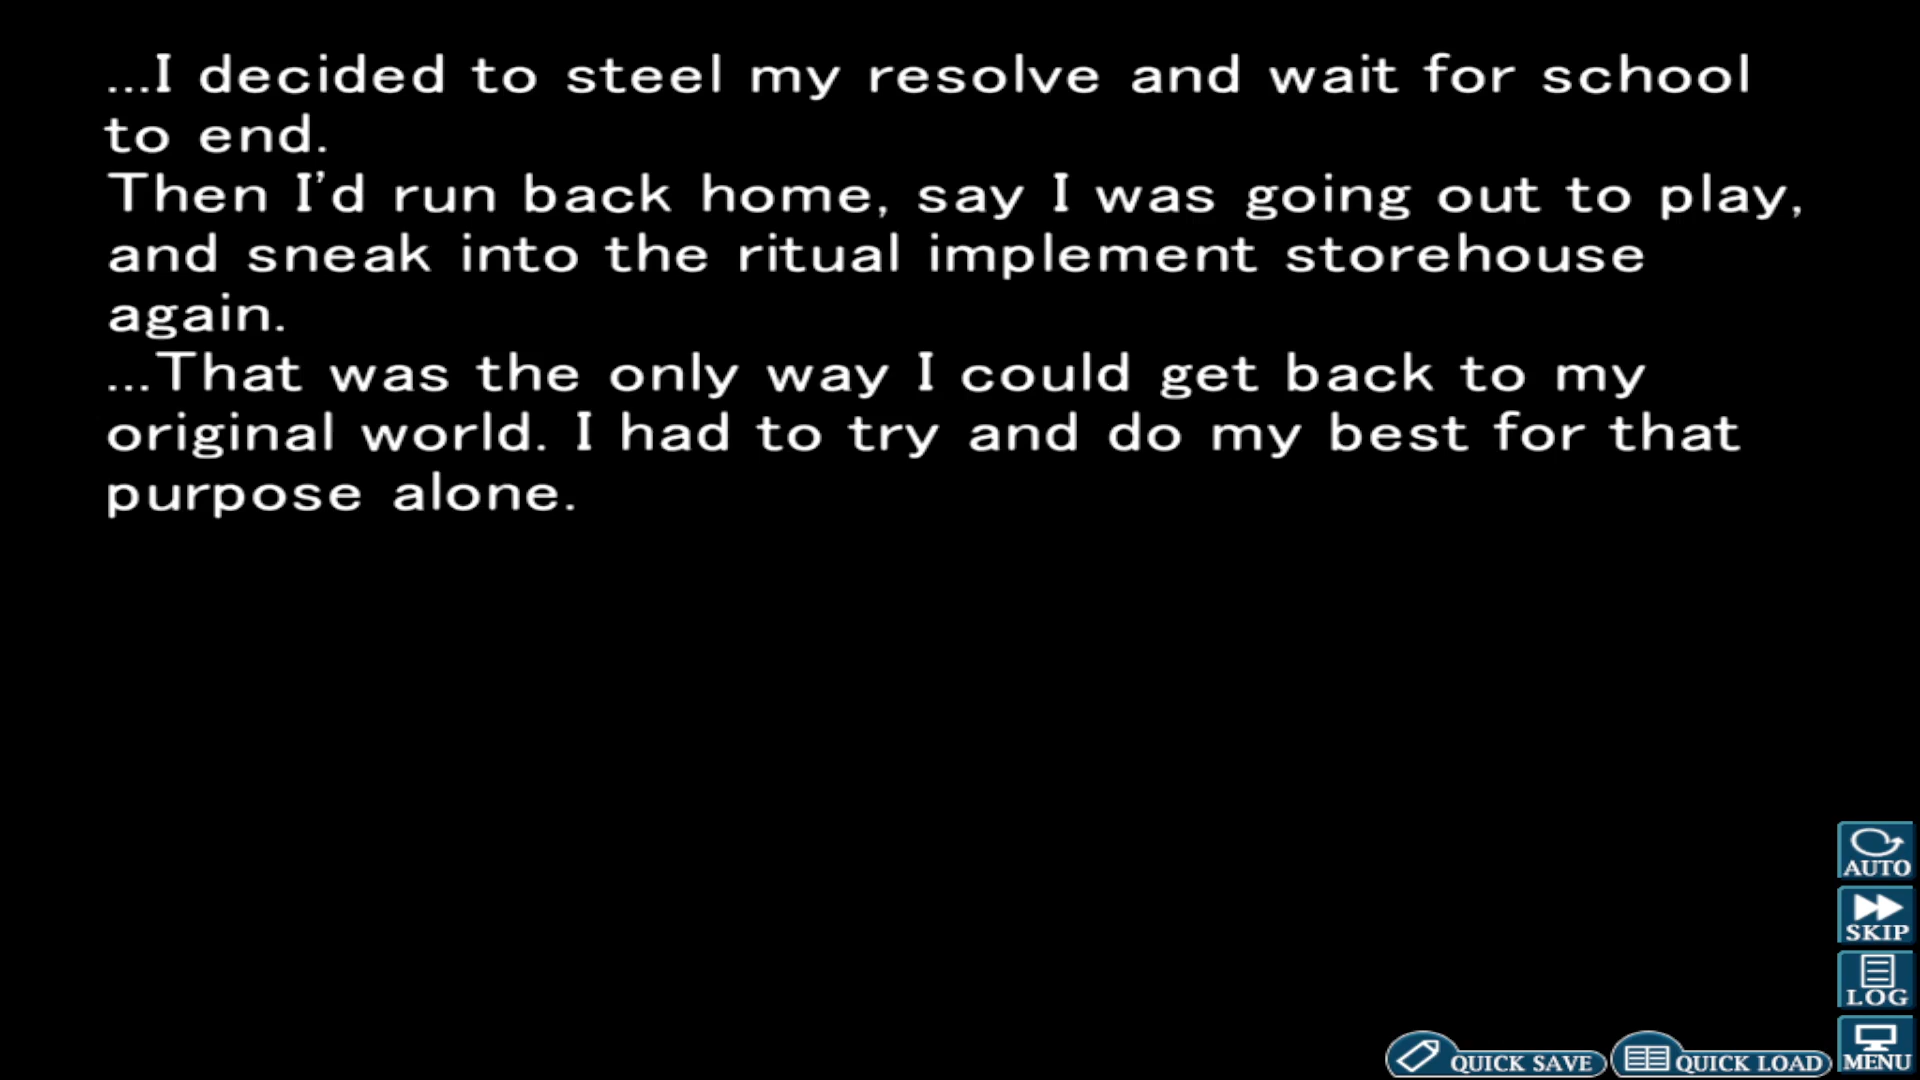 ...I decided to steel my resolve and wait for school
to end.
Then I'd run back home, say I was going out to play,
and sneak into the ritual implement storehouse
again.
...That was the only way I could get back to my
original world. I had to try and do my best for that
purpose alone.
AUTO
SKIP
LOG
QUICK SAVE QUICK LOAD MENU